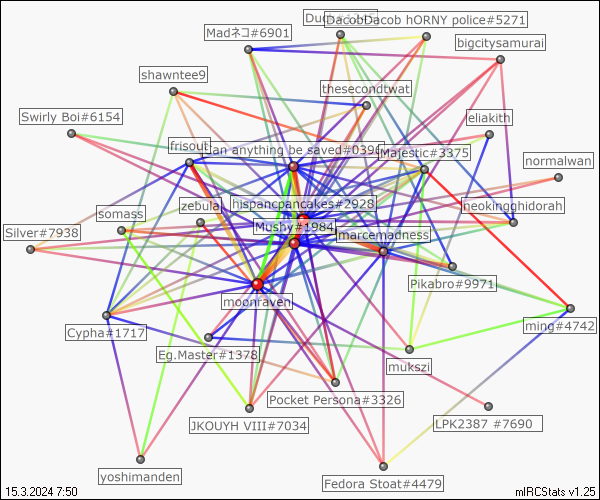 DacobDacob hORNY police#5271
Madネコ#6901
bigcitysamurai
shawntee9
thesecondtwat
Swirly Boi#6154
eliakith
frisout
an anything be saved#0396
Majestic#3375
normalwan
zebula
hispancpancakes#2928
neokingghidorah
somass
Silver#7938
Mushy#1984
marcemadness
Pikabro#9971
moonraven
Cypha#1717
ming#4742
Eg.Master#1378
mukszi
Pocket Persona#3326
JKOUYH VIII#7034
LPK2387 #7690
yoshimanden
Fedora Stoat#4479
15.3.2024 7:50
mIRCStats v1.25